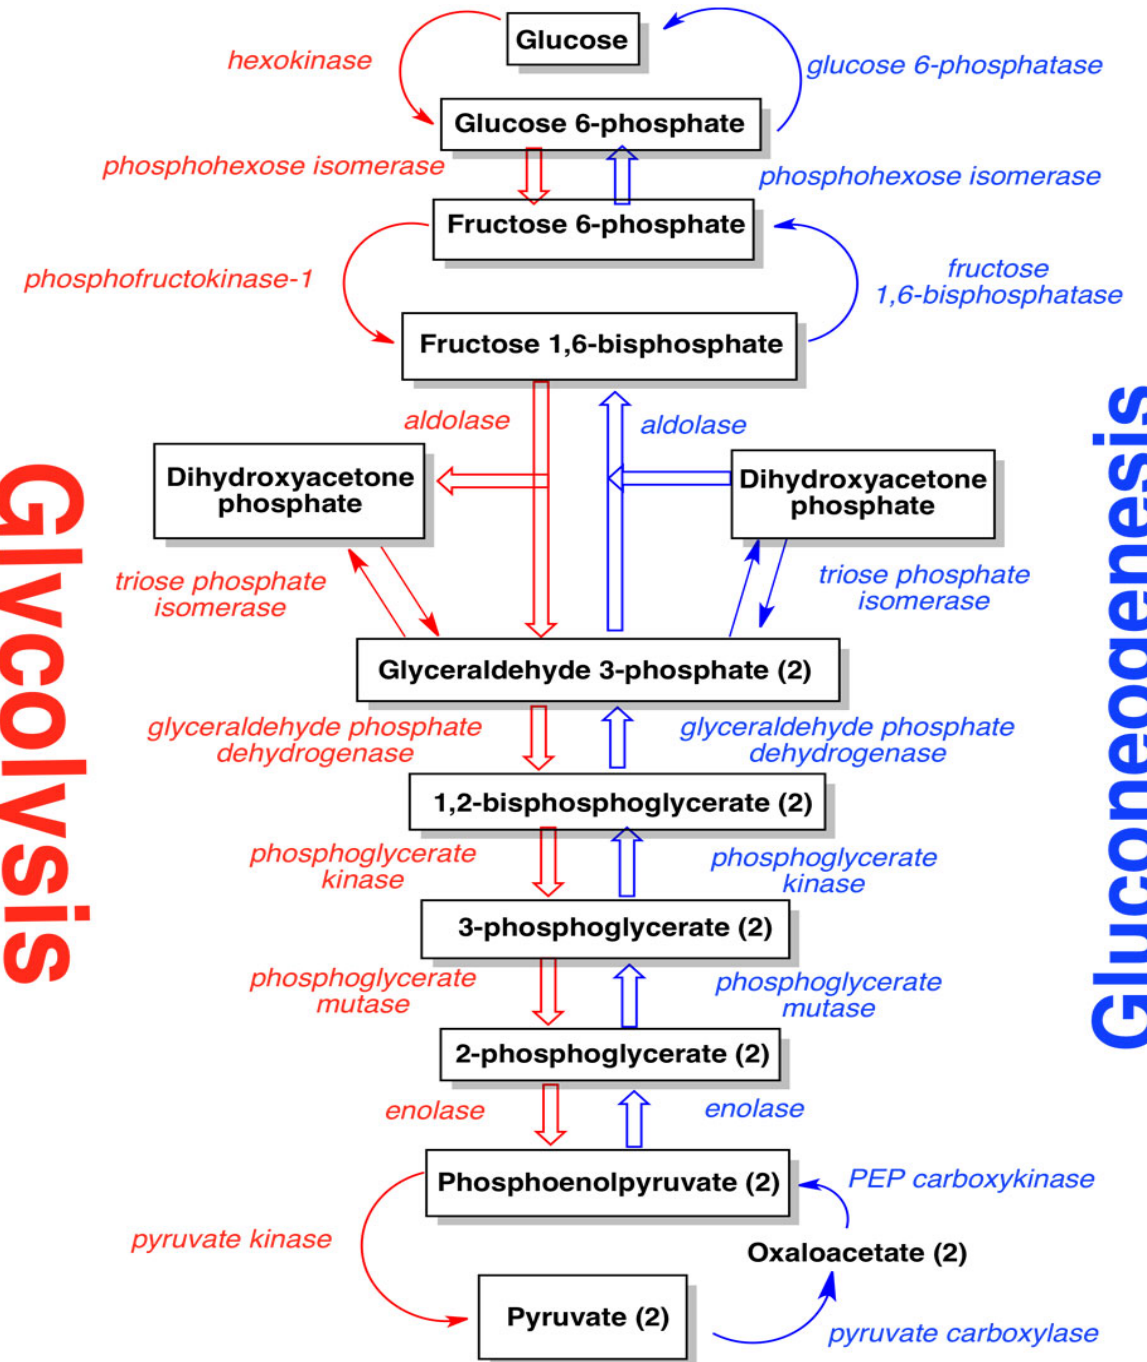 Glucose
hexokinase
glucose 6-phosphatase
Glucose 6-phosphate
phosphohexose isomerase
phosphohexose isomerase
Fructose 6-phosphate
phosphofructokinase-1
fructose
1,6-bisphosphatase
Fructose 1,6-bisphosphate
aldolase
aldolase
Dihydroxyacetone
phosphate
Dihydroxyacetone
phosphate
triose phosphate
isomerase
triose phosphate
isomerase
Glyceraldehyde 3-phosphate (2)
glyceraldehyde phosphate
dehydrogenase
glyceraldehyde phosphate
dehydrogenase
1,2-bisphosphoglycerate (2)
phosphoglycerate
kinase
phosphoglycerate
kinase
3-phosphoglycerate (2)
phosphoglycerate
mutase
phosphoglycerate
mutase
2-phosphoglycerate (2)
enolase
enolase
Phosphoenolpyruvate (2)
PEP carboxykinase
pyruvate kinase
Oxaloacetate (2)
Pyruvate (2)
pyruvate carboxylase
Glycolysis
Gluconeogenesis